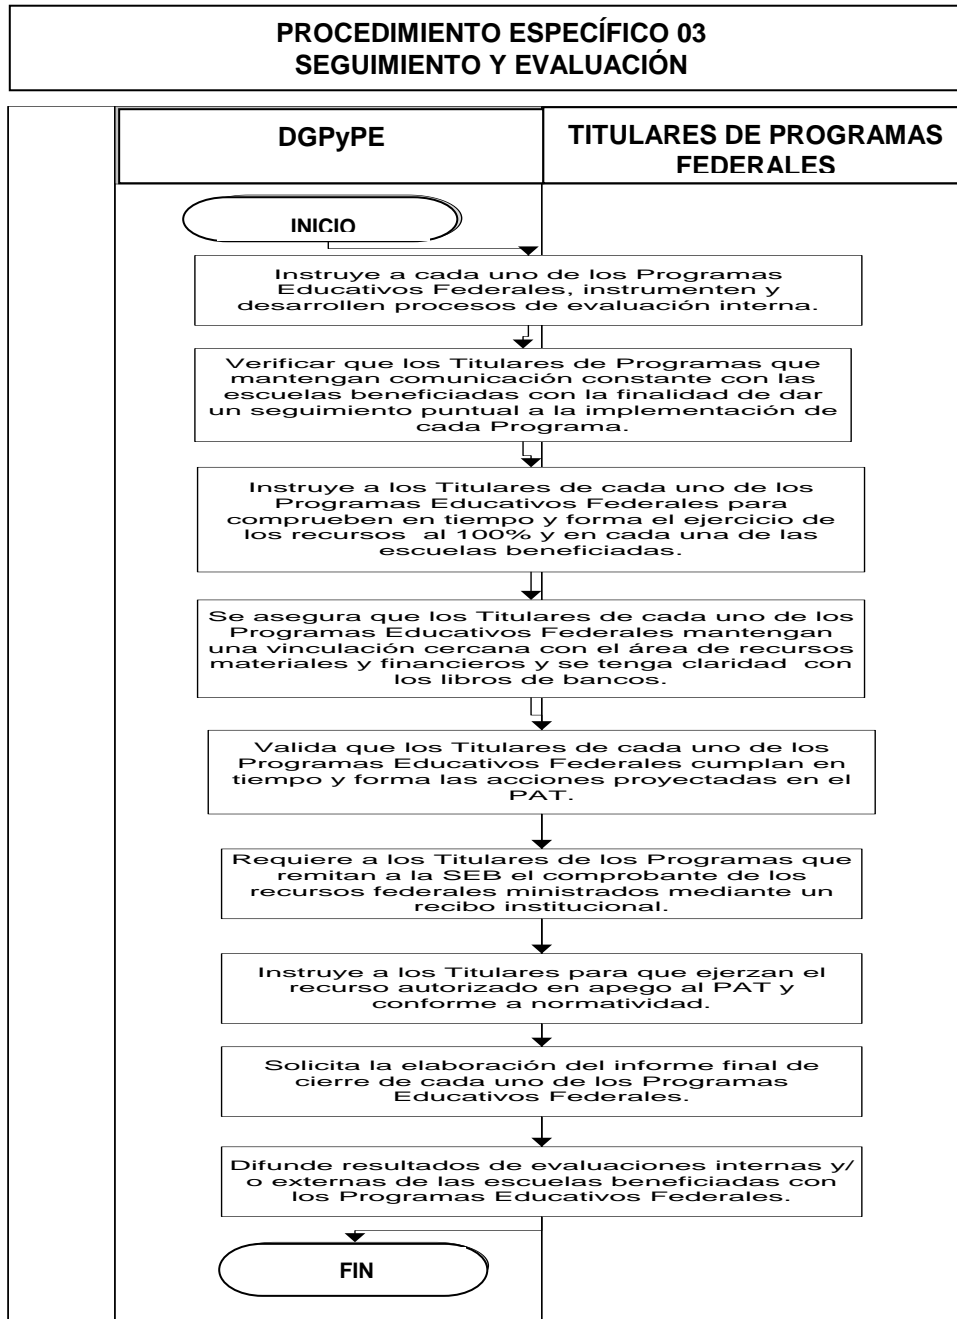 PROCEDIMIENTO ESPECÍFICO 03
SEGUIMIENTO Y EVALUACIÓN
DGPyPE
TITULARES DE PROGRAMAS
FEDERALES
INICIO
Instruye a cada uno de los Programas
Educativos Federales, instrumenten y
desarrollen procesos de evaluación interna.
Verificar que los Titulares de Programas que
mantengan comunicación constante con las
escuelas beneficiadas con la finalidad de dar
un seguimiento puntual a la implementación de
cada Programa.
Instruye a los Titulares de cada uno de los
Programas Educativos Federales para
comprueben en tiempo y forma el ejercicio de
los recursos al 100% y en cada una de las
escuelas beneficiadas.
Se asegura que los Titulares de cada uno de los
Programas Educativos Federales mantengan
una vinculación cercana con el área de recursos
materiales y financieros y se tenga claridad con
los libros de bancos.
Valida que los Titulares de cada uno de los
Programas Educativos Federales cumplan en
tiempo y forma las acciones proyectadas en el
PAT.
Requiere a los Titulares de los Programas que
remitan a la SEB el comprobante de los
recursos federales ministrados mediante un
recibo institucional.
Instruye a los Titulares para que ejerzan el
recurso autorizado en apego al PAT y
conforme a normatividad.
Solicita la elaboración del informe final de
cierre de cada uno de los Programas
Educativos Federales.
Difunde resultados de evaluaciones internas y/
o externas de las escuelas beneficiadas con
los Programas Educativos Federales.
FIN